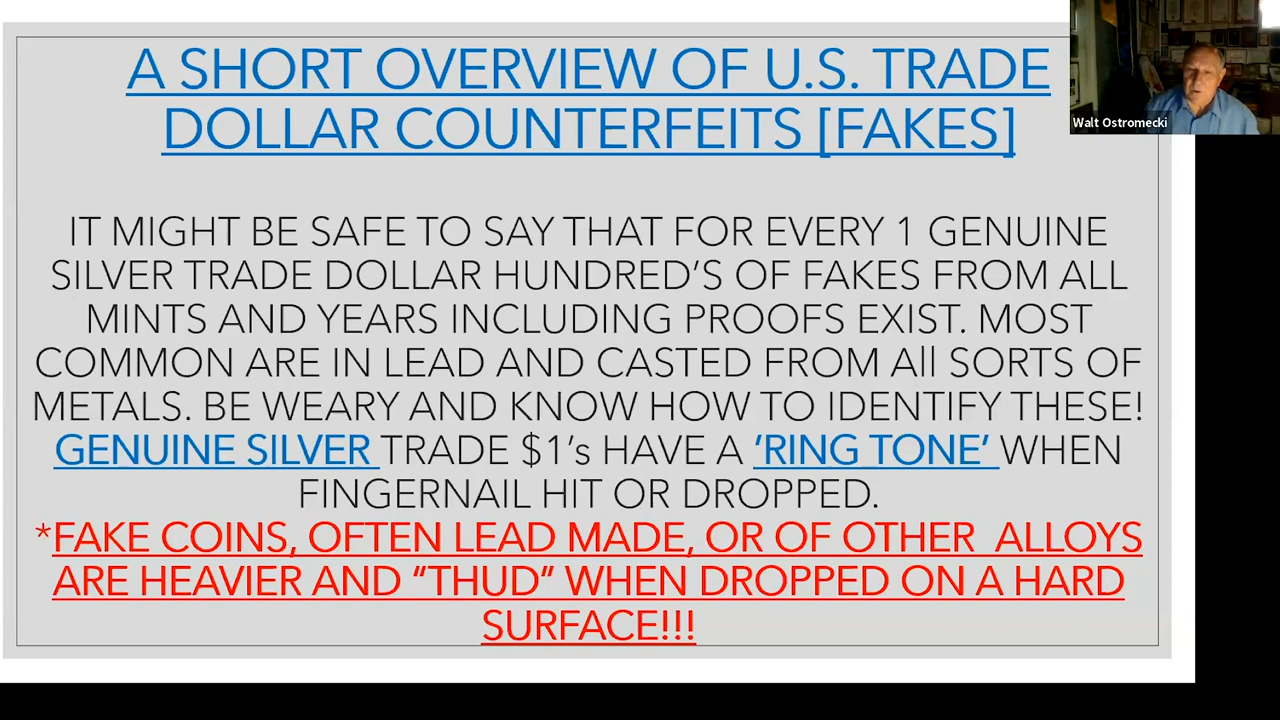 A SHORT OVERVIEW OF U.S. TRADE
DOLLAR COUNTERFEITS [FAKES]
IT MIGHT BE SAFE TO SAY THAT FOR EVERY 1 GENUINE
SILVER TRADE DOLLAR HUNDRED'S OF FAKES FROM ALL
MINTS AND YEARS INCLUDING PROOFS EXIST. MOST
COMMON ARE IN LEAD AND CASTED FROM All SORTS OF
METALS. BE WEARY AND KNOW HOW TO IDENTIFY THESE!
GENUINE SILVER TRADE $1's HAVE A 'RING TONE' WHEN
FINGERNAIL HIT OR DROPPED.
*FAKE COINS, OFTEN LEAD MADE, OR OF OTHER ALLOYS
ARE HEAVIER AND "THUD" WHEN DROPPED ON A HARD
SURFACE!!!
Walt Ostromecki